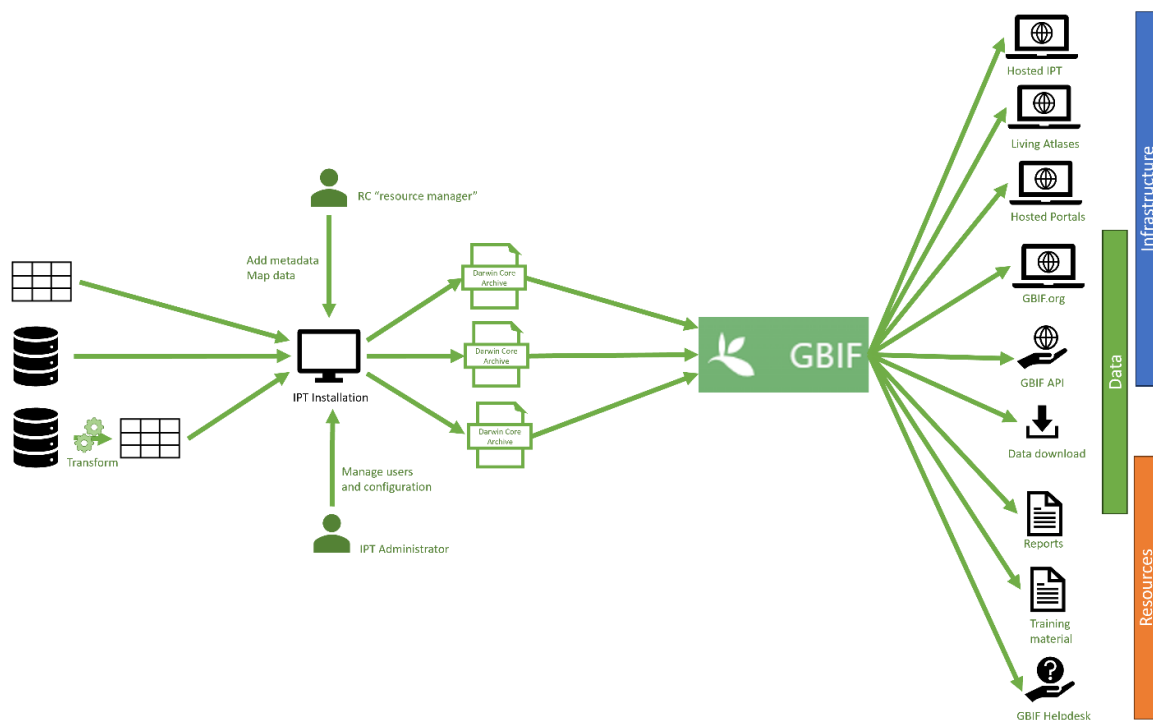 Hosted IPT
Living Atlases
Hosted Portals
GBIF.org
GBIF API
Data download
Reports
Training
material
GBIF Helpdesk
Infrastructure
Data
Resources
RC “resource manager”
Add metadata
Map data
IPT Installation
Transform
Manage users
and configuration
IPT Administrator
Darwin Core
Archive
Darwin Core
Archive
Darwin Core
Archive
GBIF